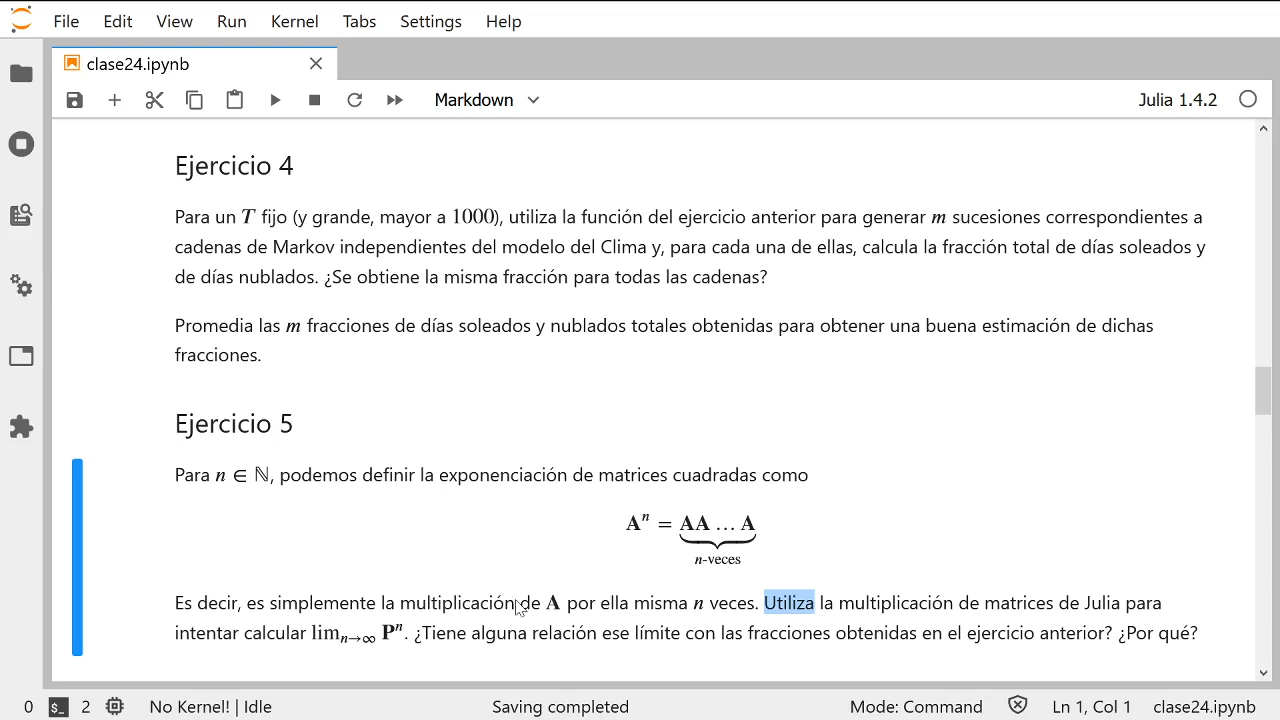 File Edit View Run Kernel Tabs Settings Help
clase24.ipynb
Markdown Julia 1.4.2
Ejercicio 4
Para un T fijo (y grande, mayor a 1000), utiliza la función del ejercicio anterior para generar m sucesiones correspondientes a
cadenas de Markov independientes del modelo del Clima y, para cada una de ellas, calcula la fracción total de días soleados y
de días nublados. ¿Se obtiene la misma fracción para todas las cadenas?
Promedia las m fracciones de días soleados y nublados totales obtenidas para obtener una buena estimación de dichas
fracciones.
Ejercicio 5
Para n ∈ ℕ, podemos definir la exponenciación de matrices cuadradas como
Aⁿ = AA … A
n-veces
Es decir, es simplemente la multiplicación de A por ella misma n veces. Utiliza la multiplicación de matrices de Julia para
intentar calcular limₙ→∞ Pⁿ. ¿Tiene alguna relación ese límite con las fracciones obtenidas en el ejercicio anterior? ¿Por qué?
0 $_ 2 No Kernel! | Idle Saving completed Mode: Command Ln 1, Col 1 clase24.ipynb